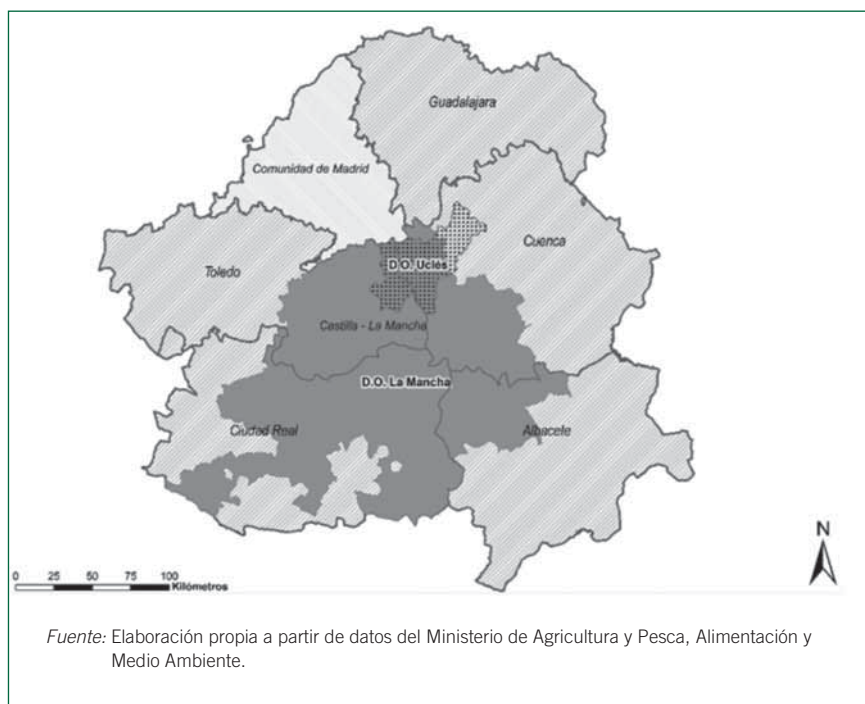 Guadalajara
Comunidad de Madrid
Cuenca
Toledo
D.O. Uclés
Castilla - La Mancha
D.O. La Mancha
Ciudad Real
Albacete
N
0 25 50 75 100
Kilómetros
Fuente: Elaboración propia a partir de datos del Ministerio de Agricultura y Pesca, Alimentación y
Medio Ambiente.